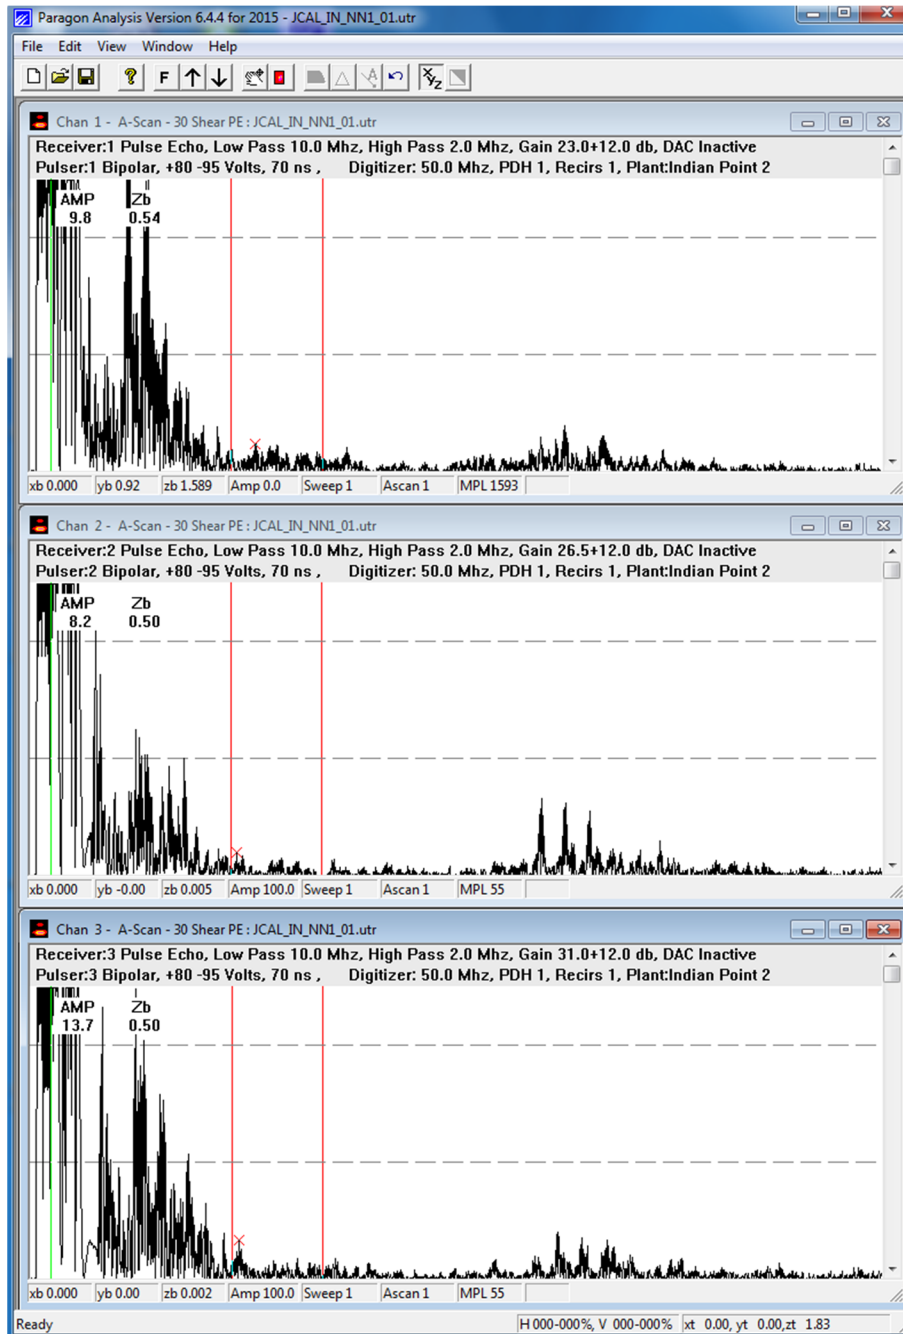 Paragon Analysis Version 6.4.4 for 2015 - JCAL_IN_NN1_01.utr
File Edit View Window Help
F XYZ
Chan 1 - A-Scan - 30 Shear PE : JCAL_IN_NN1_01.utr
Receiver:1 Pulse Echo, Low Pass 10.0 Mhz, High Pass 2.0 Mhz, Gain 23.0+12.0 db, DAC Inactive
Pulser:1 Bipolar, +80 -95 Volts, 70 ns , Digitizer: 50.0 Mhz, PDH 1, Recirs 1, Plant:Indian Point 2
AMP Zb
9.8 0.54
xb 0.000 yb 0.92 zb 1.589 Amp 0.0 Sweep 1 Ascan 1 MPL 1593
Chan 2 - A-Scan - 30 Shear PE : JCAL_IN_NN1_01.utr
Receiver:2 Pulse Echo, Low Pass 10.0 Mhz, High Pass 2.0 Mhz, Gain 26.5+12.0 db, DAC Inactive
Pulser:2 Bipolar, +80 -95 Volts, 70 ns , Digitizer: 50.0 Mhz, PDH 1, Recirs 1, Plant:Indian Point 2
AMP Zb
8.2 0.50
xb 0.000 yb -0.00 zb 0.005 Amp 100.0 Sweep 1 Ascan 1 MPL 55
Chan 3 - A-Scan - 30 Shear PE : JCAL_IN_NN1_01.utr
Receiver:3 Pulse Echo, Low Pass 10.0 Mhz, High Pass 2.0 Mhz, Gain 31.0+12.0 db, DAC Inactive
Pulser:3 Bipolar, +80 -95 Volts, 70 ns , Digitizer: 50.0 Mhz, PDH 1, Recirs 1, Plant:Indian Point 2
AMP Zb
13.7 0.50
xb 0.000 yb 0.00 zb 0.002 Amp 100.0 Sweep 1 Ascan 1 MPL 55
Ready H 000-000%, V 000-000% xt 0.00, yt 0.00,zt 1.83